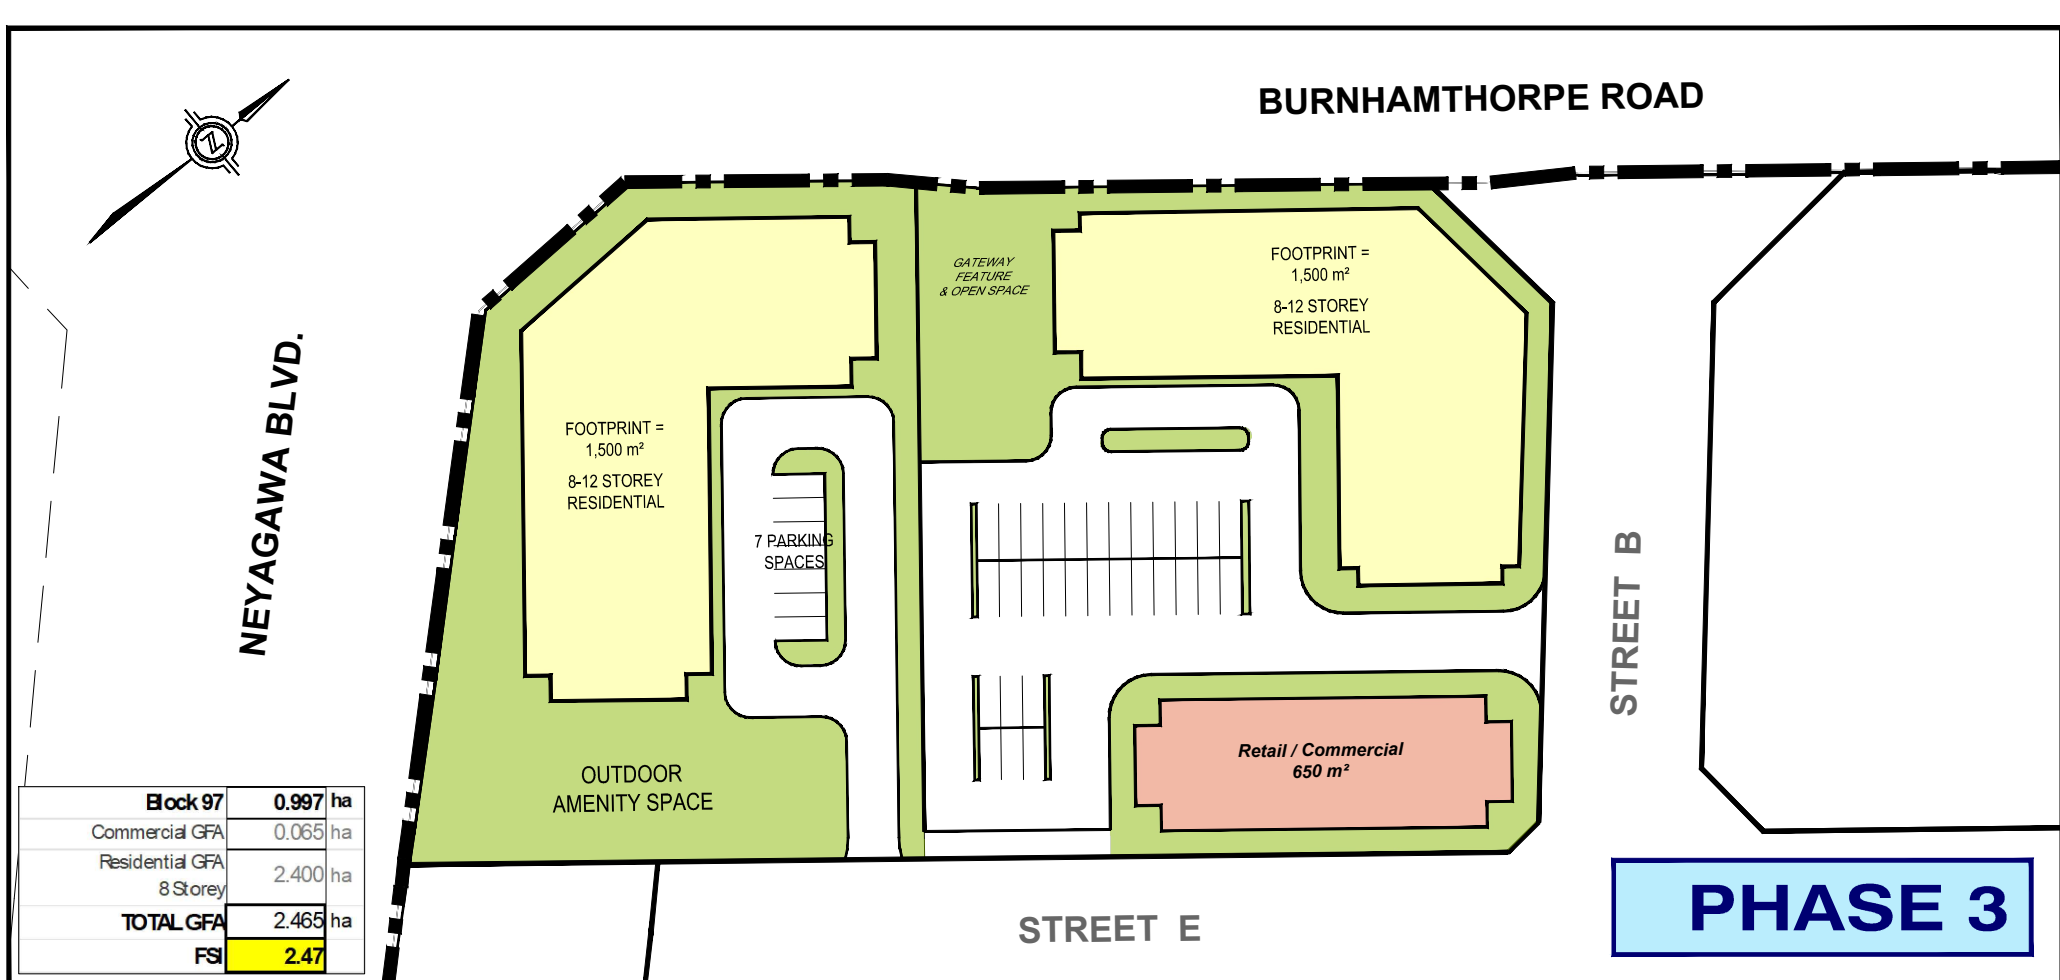 BURNHAMTHORPE ROAD
Z
NEYAGAWA BLVD.
GATEWAY
FEATURE
& OPEN SPACE
FOOTPRINT =
1,500 m²
8-12 STOREY
RESIDENTIAL
FOOTPRINT =
1,500 m²
8-12 STOREY
RESIDENTIAL
7 PARKING
SPACES
STREET B
Retail / Commercial
650 m²
OUTDOOR
AMENITY SPACE
Block 97 0.997 ha
Commercial GFA 0.065 ha
Residential GFA
8 Storey 2.400 ha
TOTAL GFA 2.465 ha
FSI 2.47
STREET E
PHASE 3